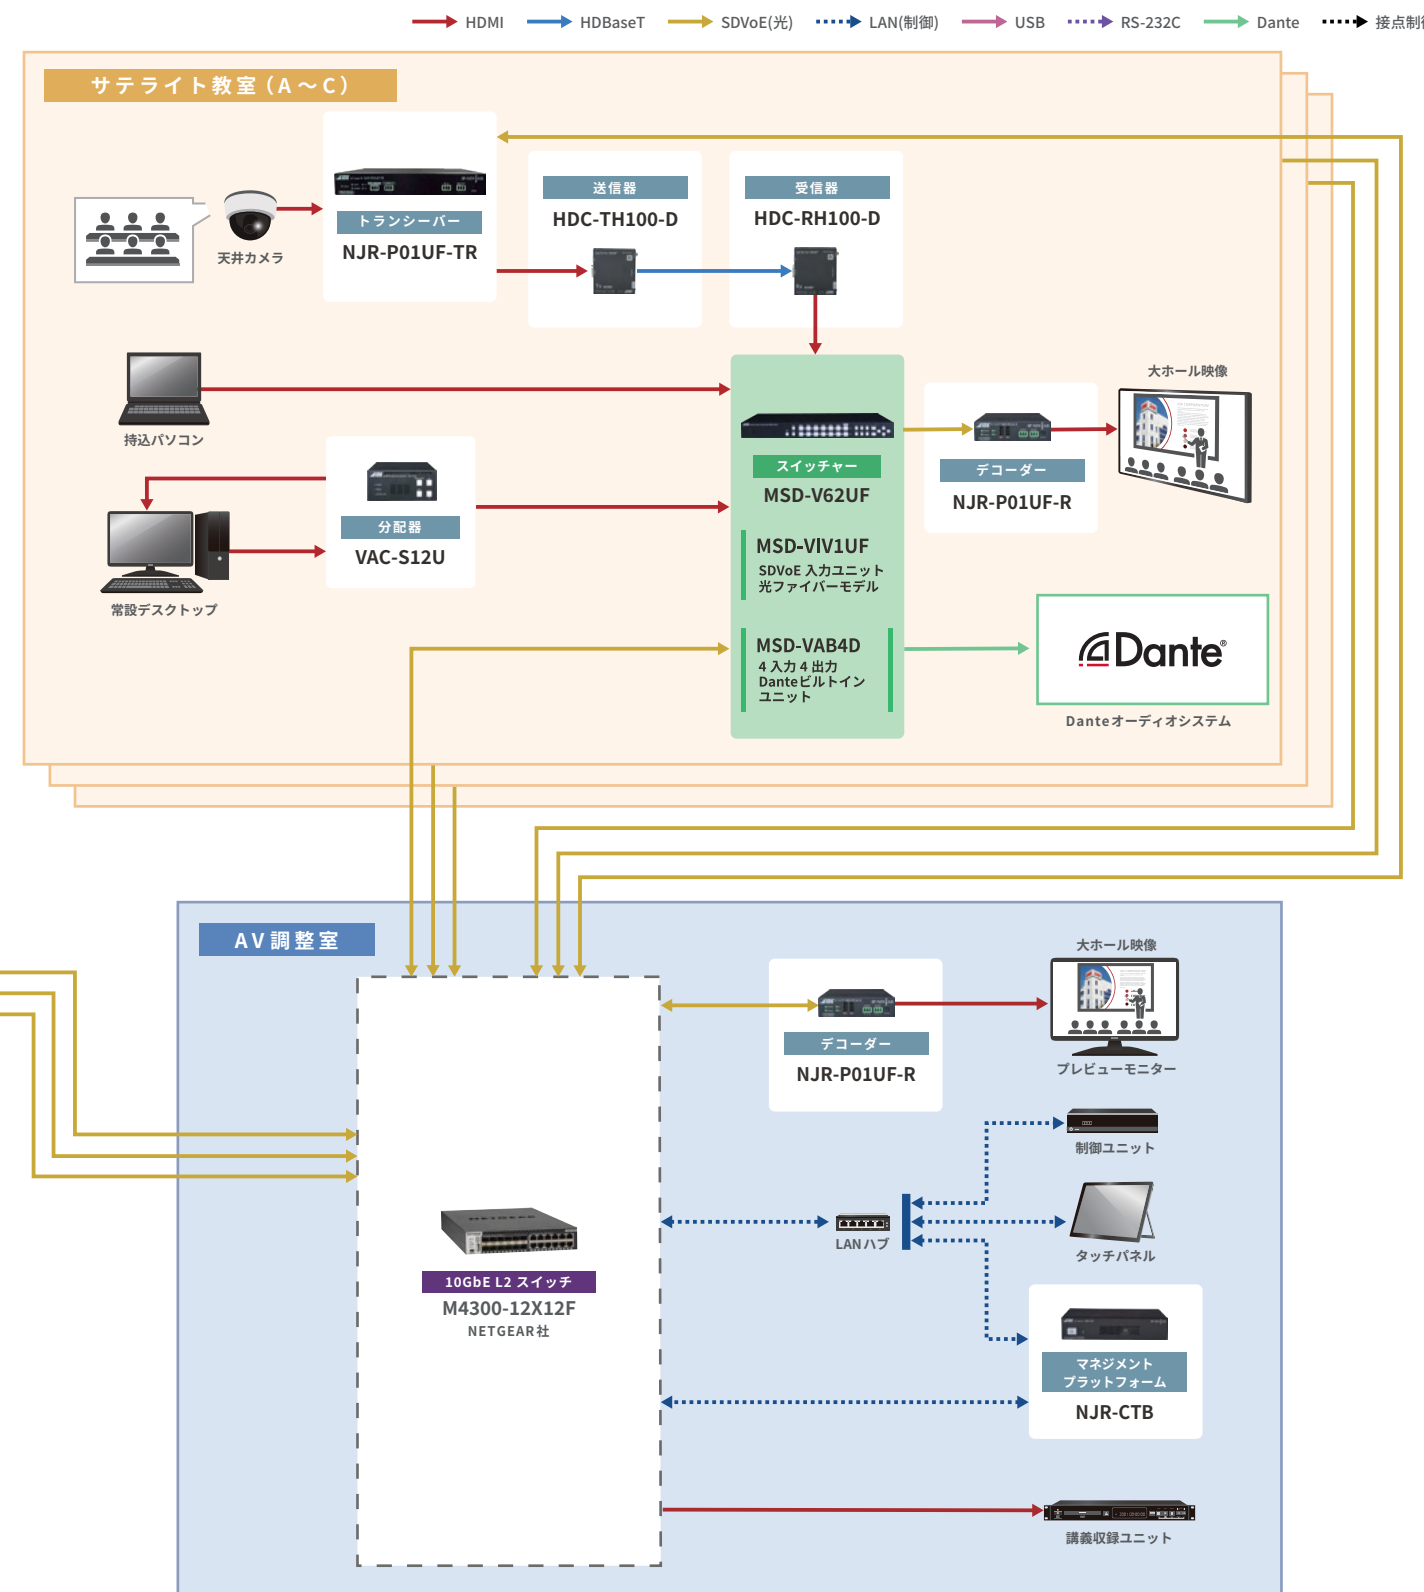 HDMI
HDBaseT
SDVoE(光)
LAN(制御)
USB
RS-232C
Dante
接点制
サテライト教室(A～C)
トランシーバー
NJR-P01UF-TR
天井カメラ
送信器
HDC-TH100-D
受信器
HDC-RH100-D
持込パソコン
分配器
VAC-S12U
常設デスクトップ
スイッチャー
MSD-V62UF
MSD-VIV1UF
SDVoE 入力ユニット
光ファイバーモデル
MSD-VAB4D
4 入力 4 出力
Danteビルトイン
ユニット
デコーダー
NJR-P01UF-R
大ホール映像
Dante®
Danteオーディオシステム
AV調整室
デコーダー
NJR-P01UF-R
大ホール映像
プレビューモニター
制御ユニット
LANハブ
タッチパネル
NETGEAR
10GbE L2 スイッチ
M4300-12X12F
NETGEAR社
マネジメント
プラットフォーム
NJR-CTB
講義収録ユニット